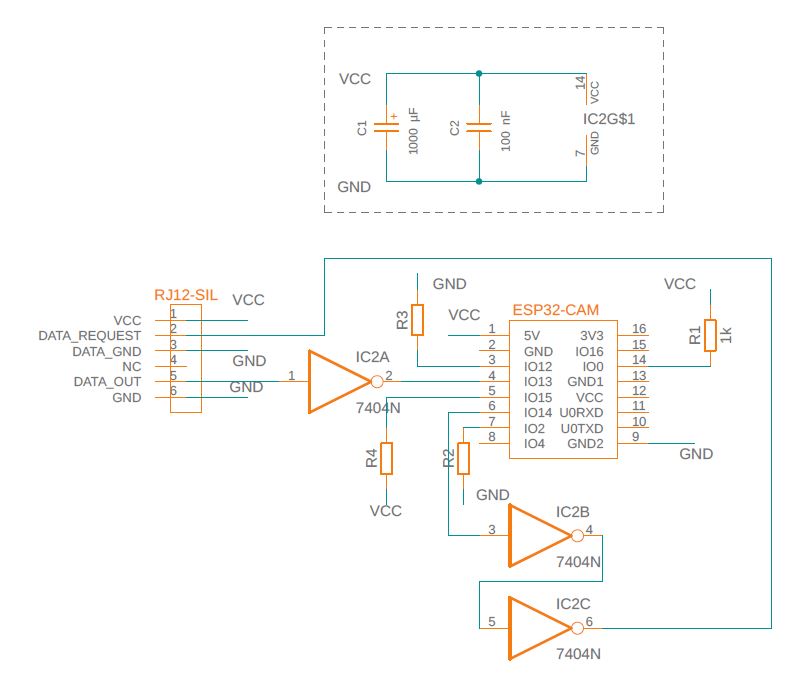 VCC
GND
C1
+
1000 µF
C2
100 nF
14
VCC
IC2G$1
7
GND
RJ12-SIL
VCC
DATA_REQUEST
DATA_GND
NC
DATA_OUT
GND
1
2
3
4
5
6
VCC
GND
GND
1
IC2A
2
7404N
R3
GND
VCC
R4
VCC
R2
GND
ESP32-CAM
1
2
3
4
5
6
7
8
5V
GND
IO12
IO13
IO15
IO14
IO2
IO4
3V3
IO16
IO0
GND1
VCC
U0RXD
U0TXD
GND2
16
15
14
13
12
11
10
9
VCC
R1
1k
GND
3
IC2B
4
7404N
5
IC2C
6
7404N